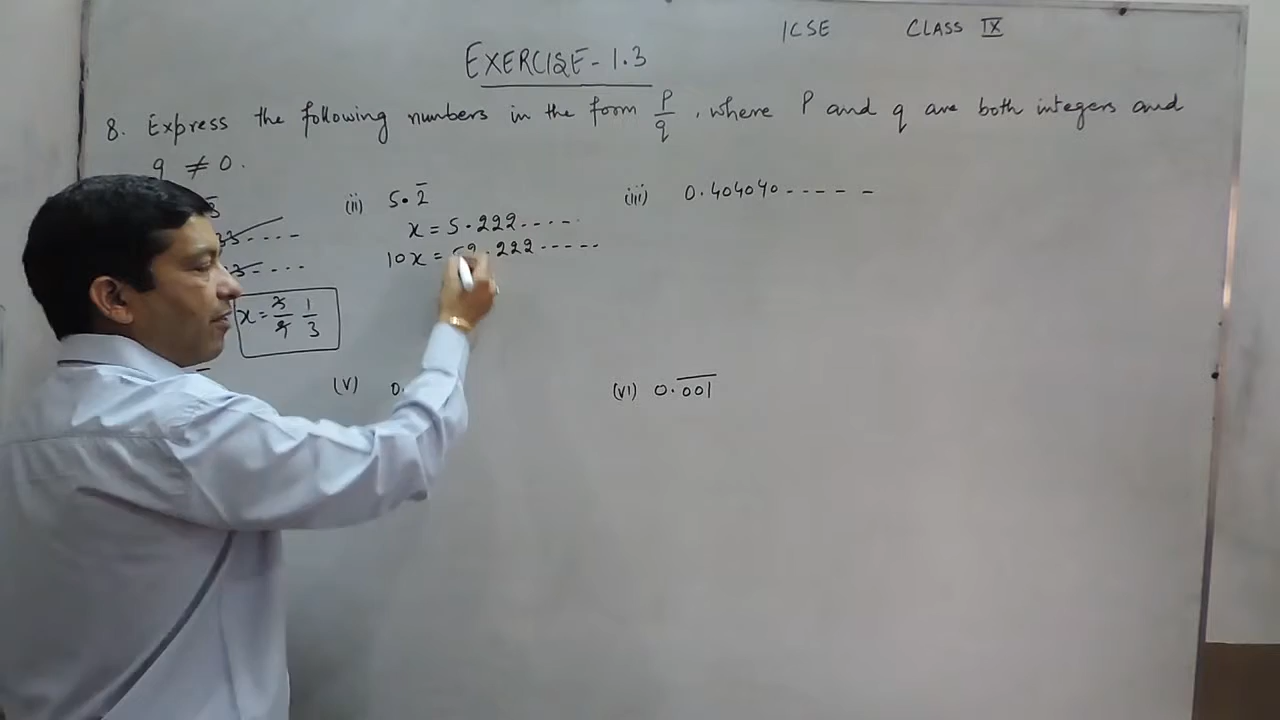 ICSE CLASS IX
EXERCISE - 1.3
8. Express the following numbers in the form P/q, where P and q are both integers and
q ≠ 0.
(ii) 5.2̅
(iii) 0.404040-----
x = 5.222.....
10x = 52.222.....
x = 3/9 1/3
(V) 0.
(VI) 0.0̅0̅1̅